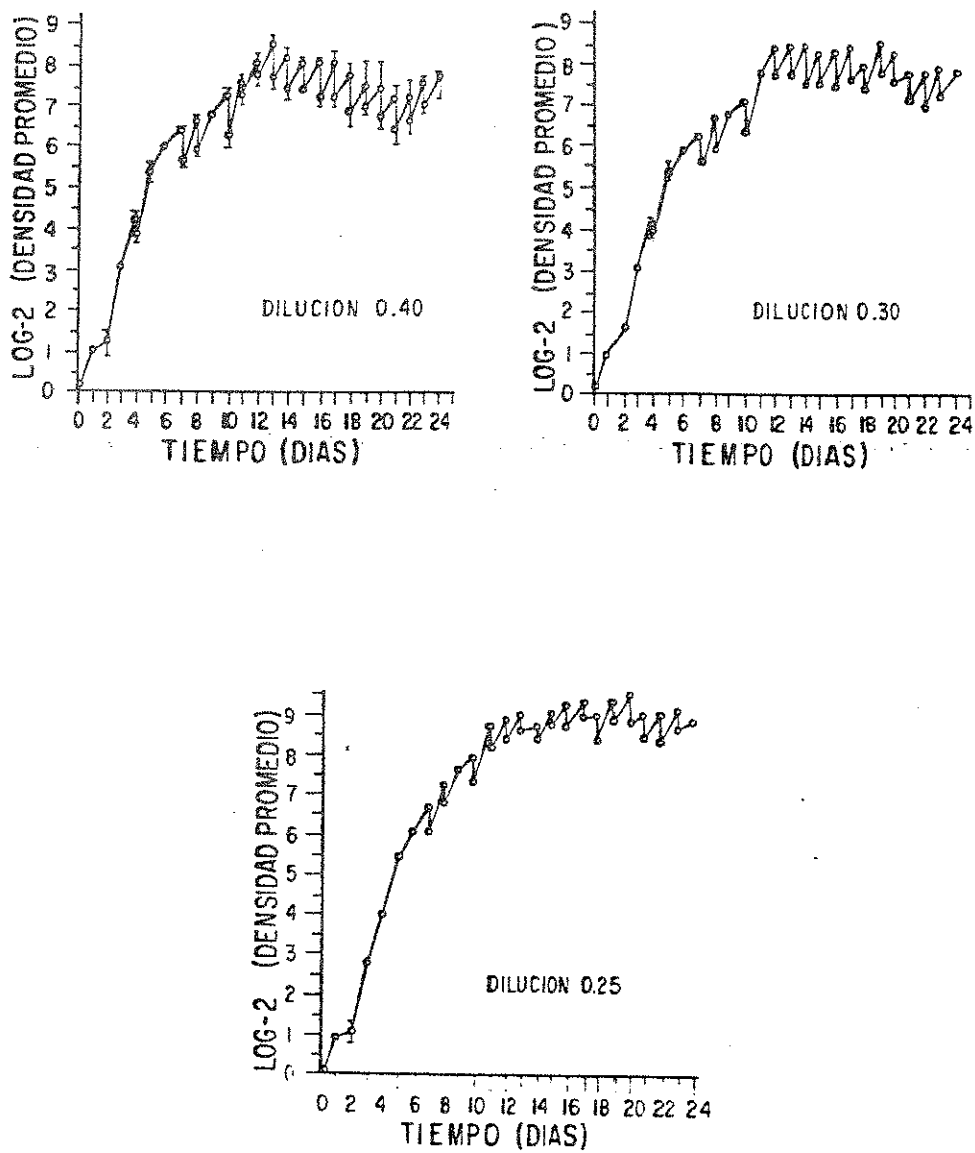 LOG-2 (DENSIDAD PROMEDIO)
9
8
7
6
5
4
3
2
1
0
DILUCION 0.40
0 2 4 6 8 10 12 14 16 18 20 22 24
TIEMPO (DIAS)
LOG-2 (DENSIDAD PROMEDIO)
9
8
7
6
5
4
3
2
1
0
DILUCION 0.30
0 2 4 6 8 10 12 14 16 18 20 22 24
TIEMPO (DIAS)
LOG-2 (DENSIDAD PROMEDIO)
9
8
7
6
5
4
3
2
1
0
DILUCION 0.25
0 2 4 6 8 10 12 14 16 18 20 22 24
TIEMPO (DIAS)